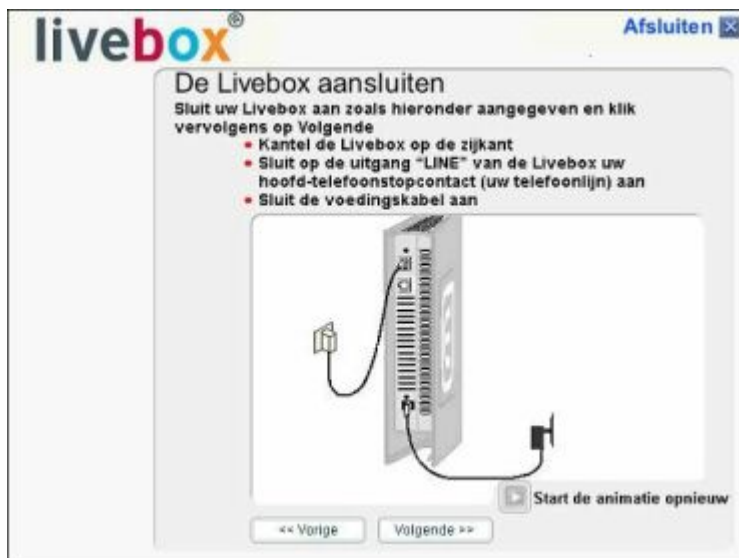 livebox®
Afsluiten
De Livebox aansluiten
Sluit uw Livebox aan zoals hieronder aangegeven en klik
vervolgens op Volgende
• Kantel de Livebox op de zijkant
• Sluit op de uitgang “LINE” van de Livebox uw
hoofd-telefoonstopcontact (uw telefoonlijn) aan
• Sluit de voedingskabel aan
Start de animatie opnieuw
<< Vorige
Volgende >>